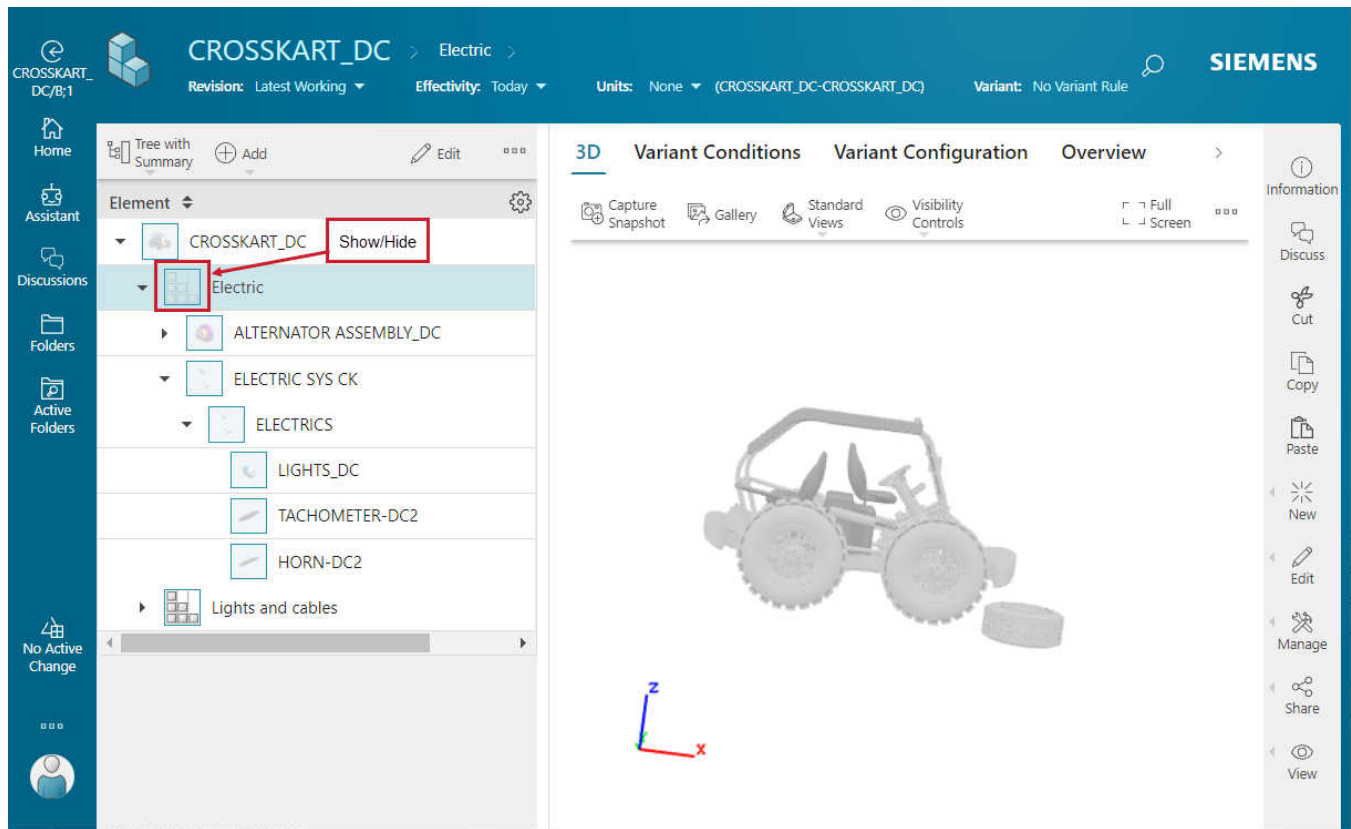 CROSSKART_
DC/B;1
Home
Assistant
Discussions
Folders
Active
Folders
No Active
Change
CROSSKART_DC > Electric >
Revision: Latest Working Effectivity: Today Units: None (CROSSKART_DC-CROSSKART_DC) Variant: No Variant Rule
SIEMENS
Tree with
Summary
Add
Edit
Element
CROSSKART_DC
Show/Hide
Electric
ALTERNATOR ASSEMBLY_DC
ELECTRIC SYS CK
ELECTRICS
LIGHTS_DC
TACHOMETER-DC2
HORN-DC2
Lights and cables
3D Variant Conditions Variant Configuration Overview >
Capture
Snapshot
Gallery
Standard
Views
Visibility
Controls
Full
Screen
Z
X
Information
Discuss
Cut
Copy
Paste
New
Edit
Manage
Share
View